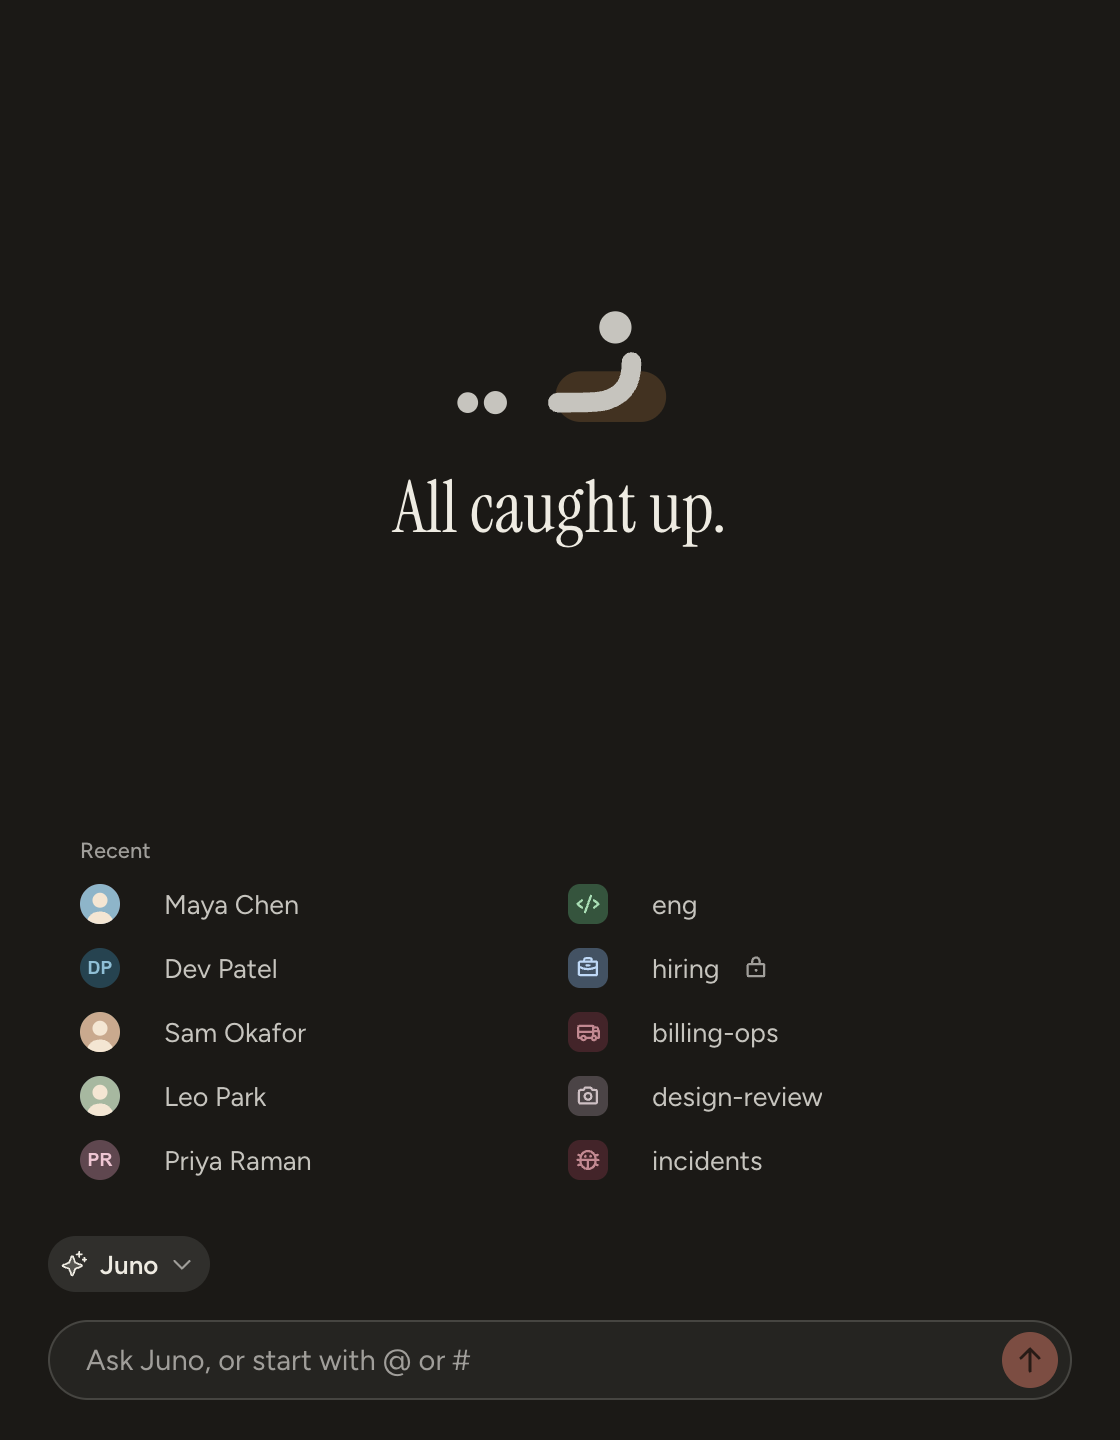 All caught up.
Recent
Maya Chen
DP Dev Patel
Sam Okafor
Leo Park
PR Priya Raman
eng
hiring
billing-ops
design-review
incidents
Juno
Ask Juno, or start with @ or #